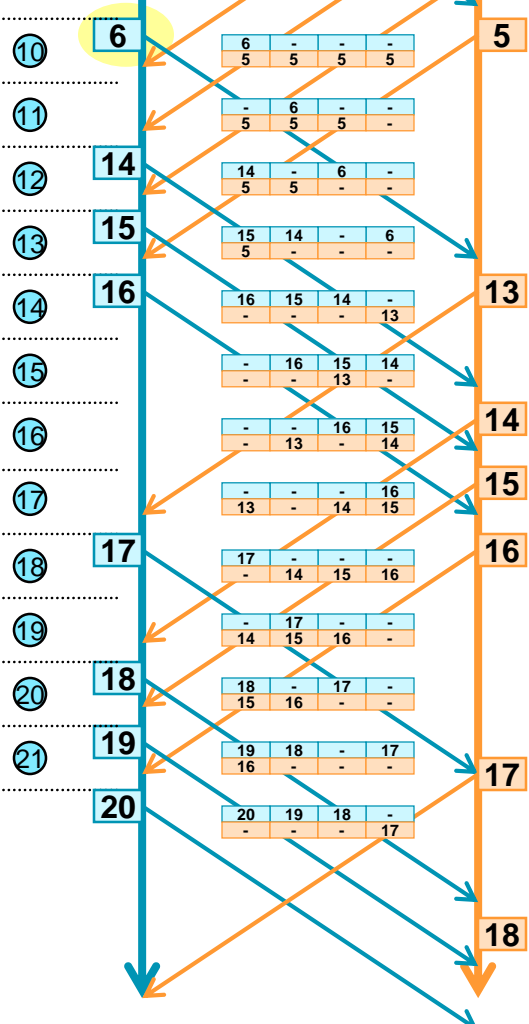 6 5
10 6 - - -
5 5 5 5
11 - 6 - -
5 5 5 -
14
12 14 - 6 -
5 5 - -
15
13 15 14 - 6
5 - - -
16 13
14 16 15 14 -
- - - 13
15 - 16 15 14
- - 13 -
14
16 - - 16 15
- 13 - 14
15
17 - - - 16
13 - 14 15
17 16
18 17 - - -
- 14 15 16
19 - 17 - -
14 15 16 -
18
20 18 - 17 -
15 16 - -
19
21 19 18 - 17
16 - - -
17
20
20 19 18 -
- - - 17
18